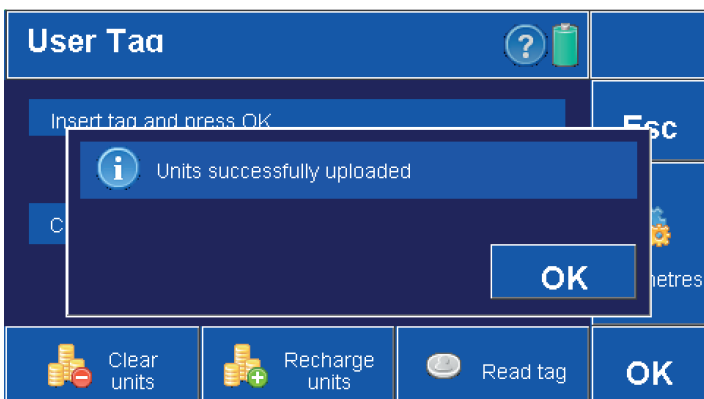 User Tag
?
Insert tag and press OK
Esc
i Units successfully uploaded
C
OK
etres
Clear
units
Recharge
units
Read tag
OK